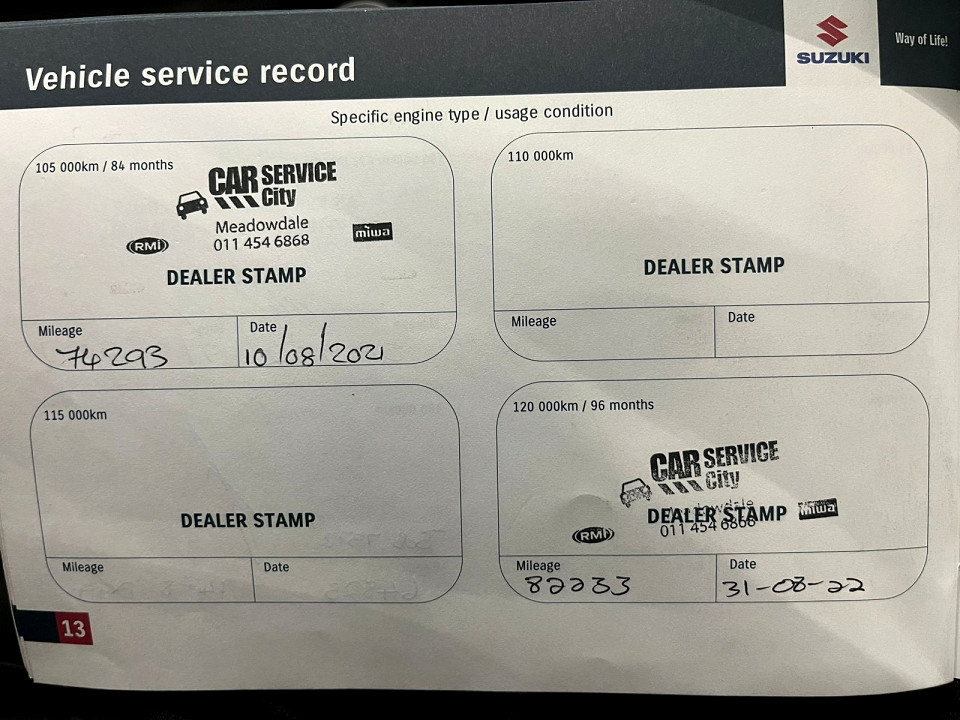 Vehicle service record
SUZUKI
Way of Life!
Specific engine type / usage condition
105 000km / 84 months
CAR SERVICE
City
Meadowdale
RMi
011 454 6868
miwa
DEALER STAMP
Mileage
Date
74293
10/08/2021
110 000km
DEALER STAMP
Mileage
Date
115 000km
DEALER STAMP
Mileage
Date
120 000km / 96 months
CAR SERVICE
City
Meadowdale
DEALER STAMP
miwa
RMi
011 454 6868
Mileage
Date
82233
31-08-22
13